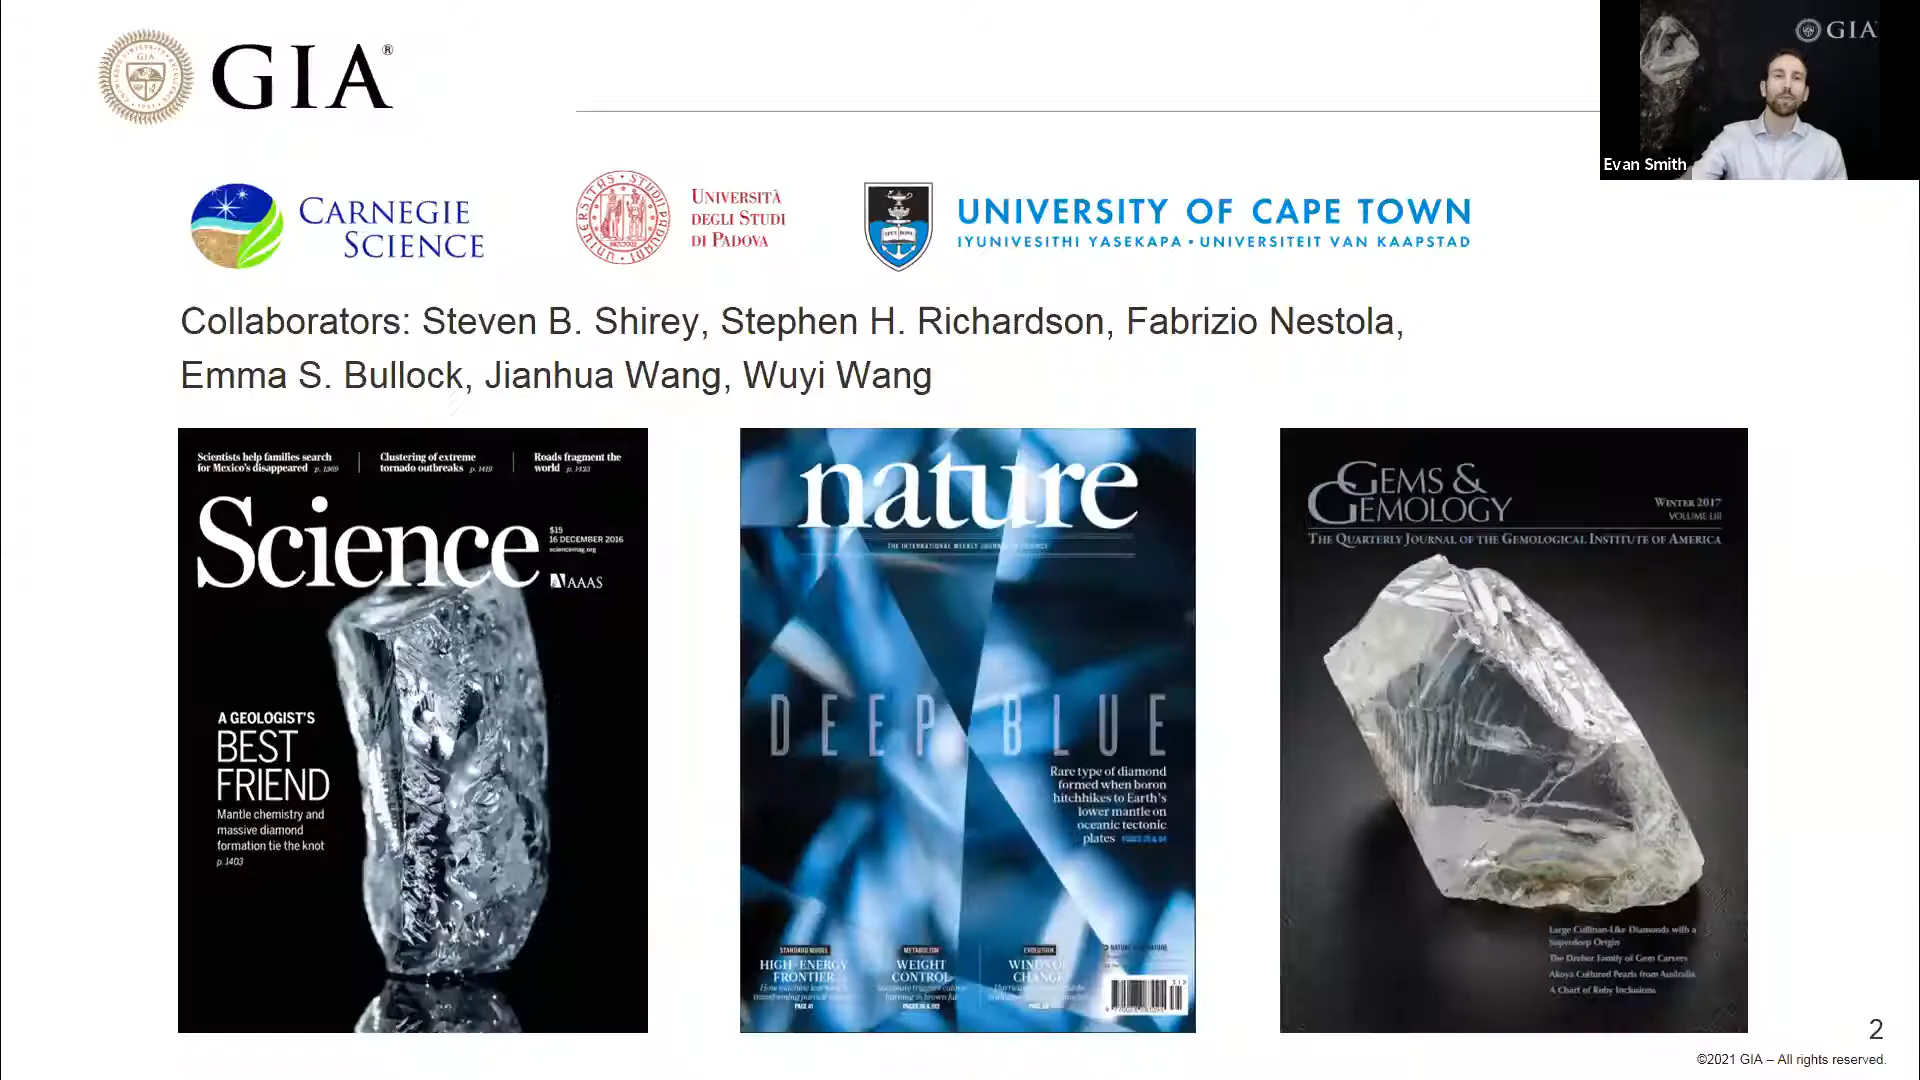 GIA®
GIA
Evan Smith
CARNEGIE
SCIENCE
UNIVERSITÀ
DEGLI STUDI
DI PADOVA
UNIVERSITY OF CAPE TOWN
IYUNIVESITHI YASEKAPA • UNIVERSITEIT VAN KAAPSTAD
Collaborators: Steven B. Shirey, Stephen H. Richardson, Fabrizio Nestola,
Emma S. Bullock, Jianhua Wang, Wuyi Wang
Scientists help families search
for Mexico's disappeared p. 1369
Clustering of extreme
tornado outbreaks p. 1419
Roads fragment the
world p. 1423
Science
$15
16 DECEMBER 2016
sciencemag.org
AAAS
A GEOLOGIST'S
BEST
FRIEND
Mantle chemistry and
massive diamond
formation tie the knot
p. 1403
nature
THE INTERNATIONAL WEEKLY JOURNAL OF SCIENCE
DEEP BLUE
Rare type of diamond
formed when boron
hitchhikes to Earth's
lower mantle on
oceanic tectonic
plates
STANDARD MODEL
HIGH-ENERGY
FRONTIER
METABOLISM
WEIGHT
CONTROL
EVOLUTION
WINDS OF
CHANGE
GEMS &
GEMOLOGY
WINTER 2017
VOLUME LIII
THE QUARTERLY JOURNAL OF THE GEMOLOGICAL INSTITUTE OF AMERICA
Large Cullinan-Like Diamonds with a
Superdeep Origin
The Dreher Family of Gem Carvers
Akoya Cultured Pearls from Australia
A Chart of Ruby Inclusions
2
©2021 GIA – All rights reserved.